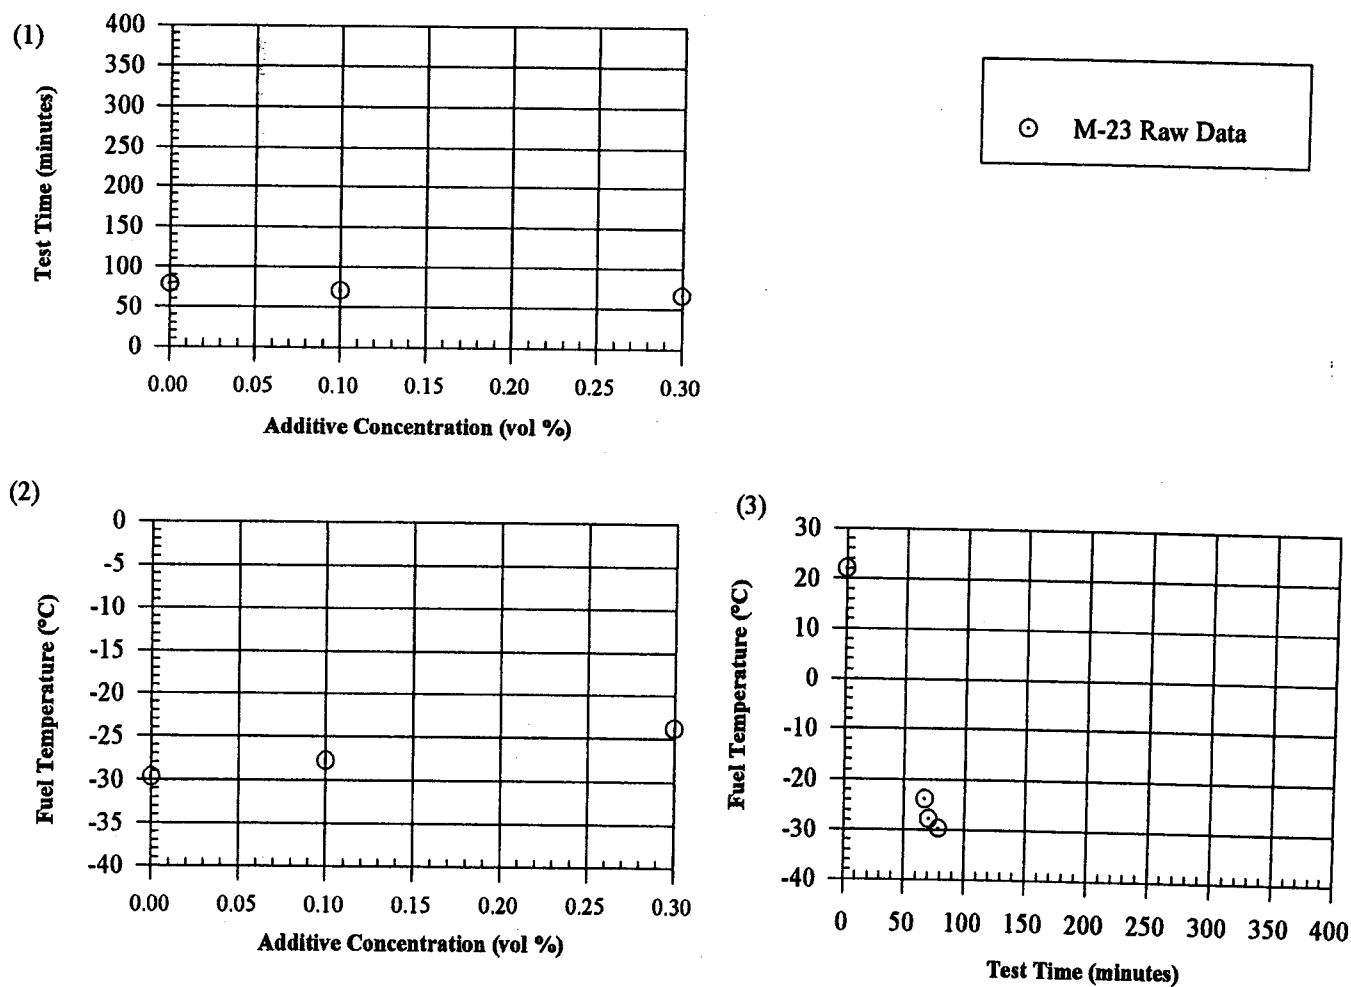 (1)
400
350
300
250
200
150
100
50
0
Test Time (minutes)
0.00 0.05 0.10 0.15 0.20 0.25 0.30
Additive Concentration (vol %)
M-23 Raw Data
(2)
0
-5
-10
-15
-20
-25
-30
-35
-40
Fuel Temperature (°C)
0.00 0.05 0.10 0.15 0.20 0.25 0.30
Additive Concentration (vol %)
(3)
30
20
10
0
-10
-20
-30
-40
Fuel Temperature (°C)
0 50 100 150 200 250 300 350 400
Test Time (minutes)